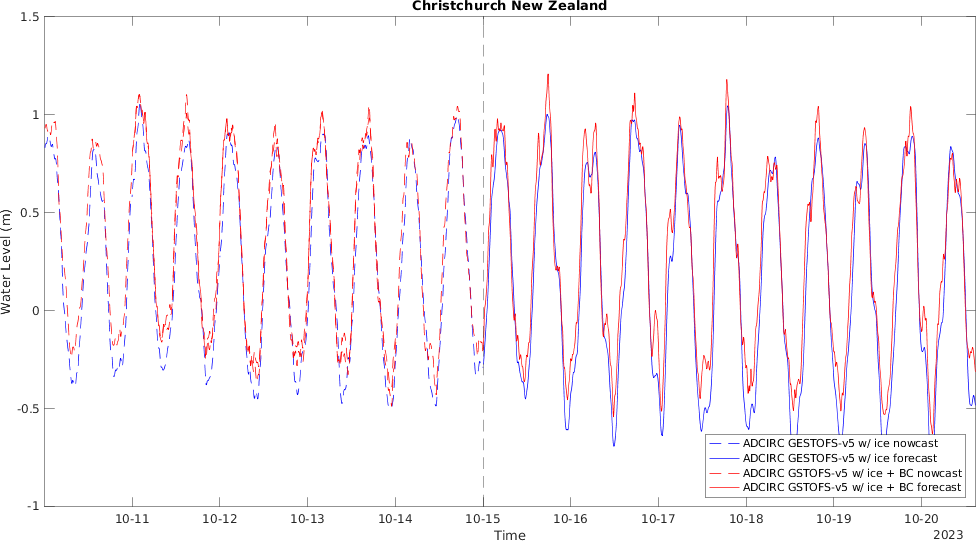 Christchurch New Zealand
1.5
1
0.5
0
-0.5
-1
Water Level (m)
10-11 10-12 10-13 10-14 10-15 10-16 10-17 10-18 10-19 10-20
Time
2023
ADCIRC GESTOFS-v5 w/ ice nowcast
ADCIRC GESTOFS-v5 w/ ice forecast
ADCIRC GSTOFS-v5 w/ ice + BC nowcast
ADCIRC GSTOFS-v5 w/ ice + BC forecast